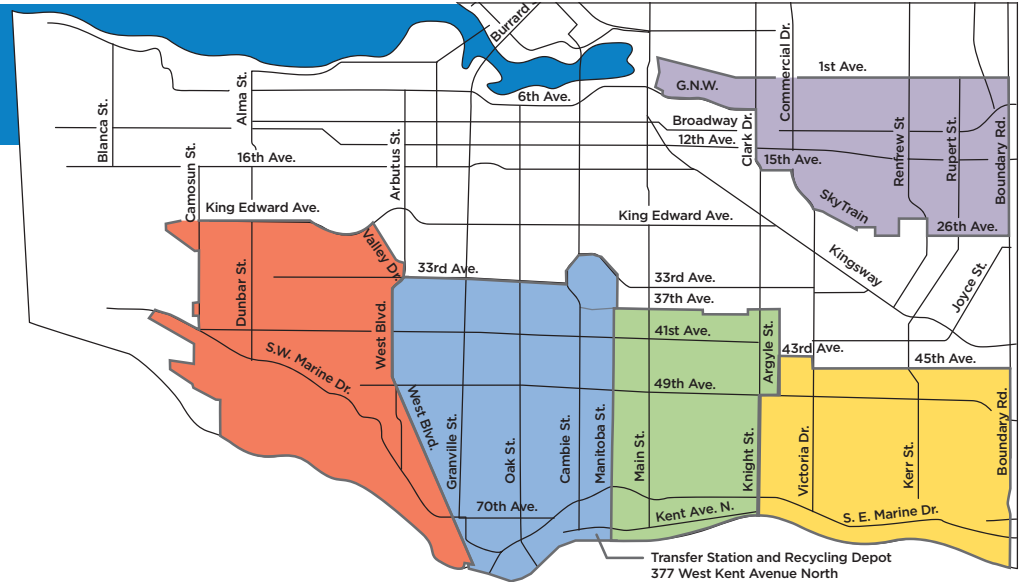 Burrard
Commercial Dr.
1st Ave.
G.N.W.
6th Ave.
Blanca St.
Alma St.
Broadway
12th Ave.
Clark Dr.
Renfrew St
Rupert St.
Boundary Rd.
Camosun St.
16th Ave.
Arbutus St.
15th Ave.
King Edward Ave.
King Edward Ave.
SkyTrain
26th Ave.
Valley Dr.
33rd Ave.
33rd Ave.
Kingsway
Joyce St.
Dunbar St.
West Blvd.
37th Ave.
41st Ave.
Argyle St.
43rd Ave.
45th Ave.
S.W. Marine Dr.
49th Ave.
West Blvd.
Granville St.
Oak St.
Cambie St.
Manitoba St.
Main St.
Knight St.
Victoria Dr.
Kerr St.
Boundary Rd.
70th Ave.
Kent Ave. N.
S. E. Marine Dr.
Transfer Station and Recycling Depot
377 West Kent Avenue North